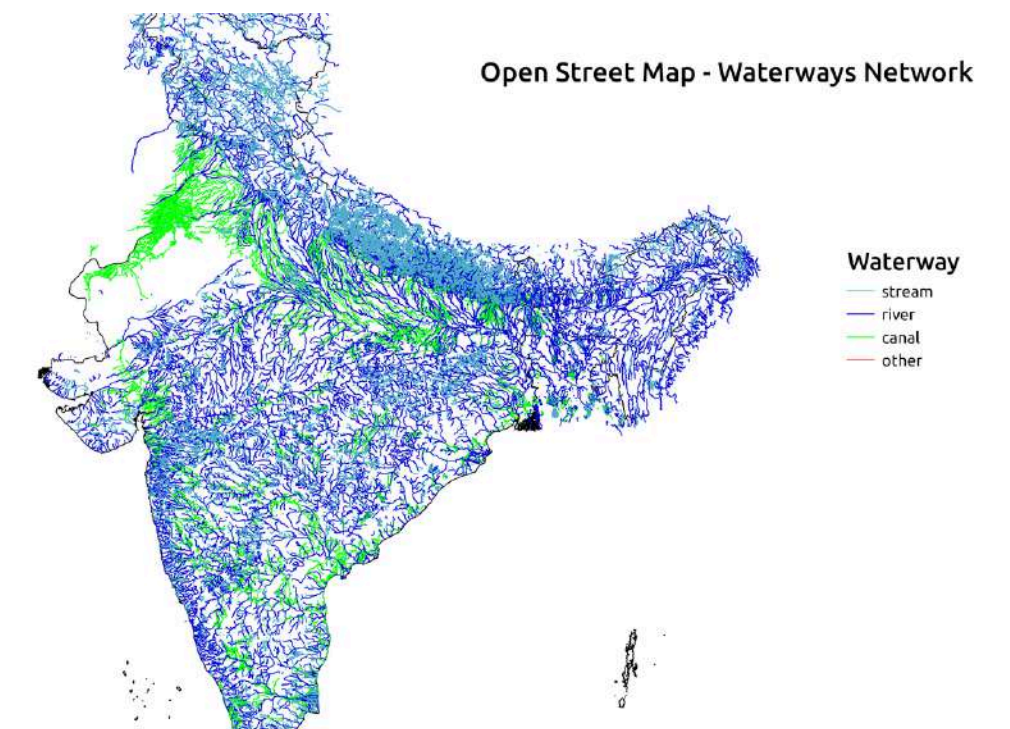 Open Street Map - Waterways Network
Waterway
stream
river
canal
other